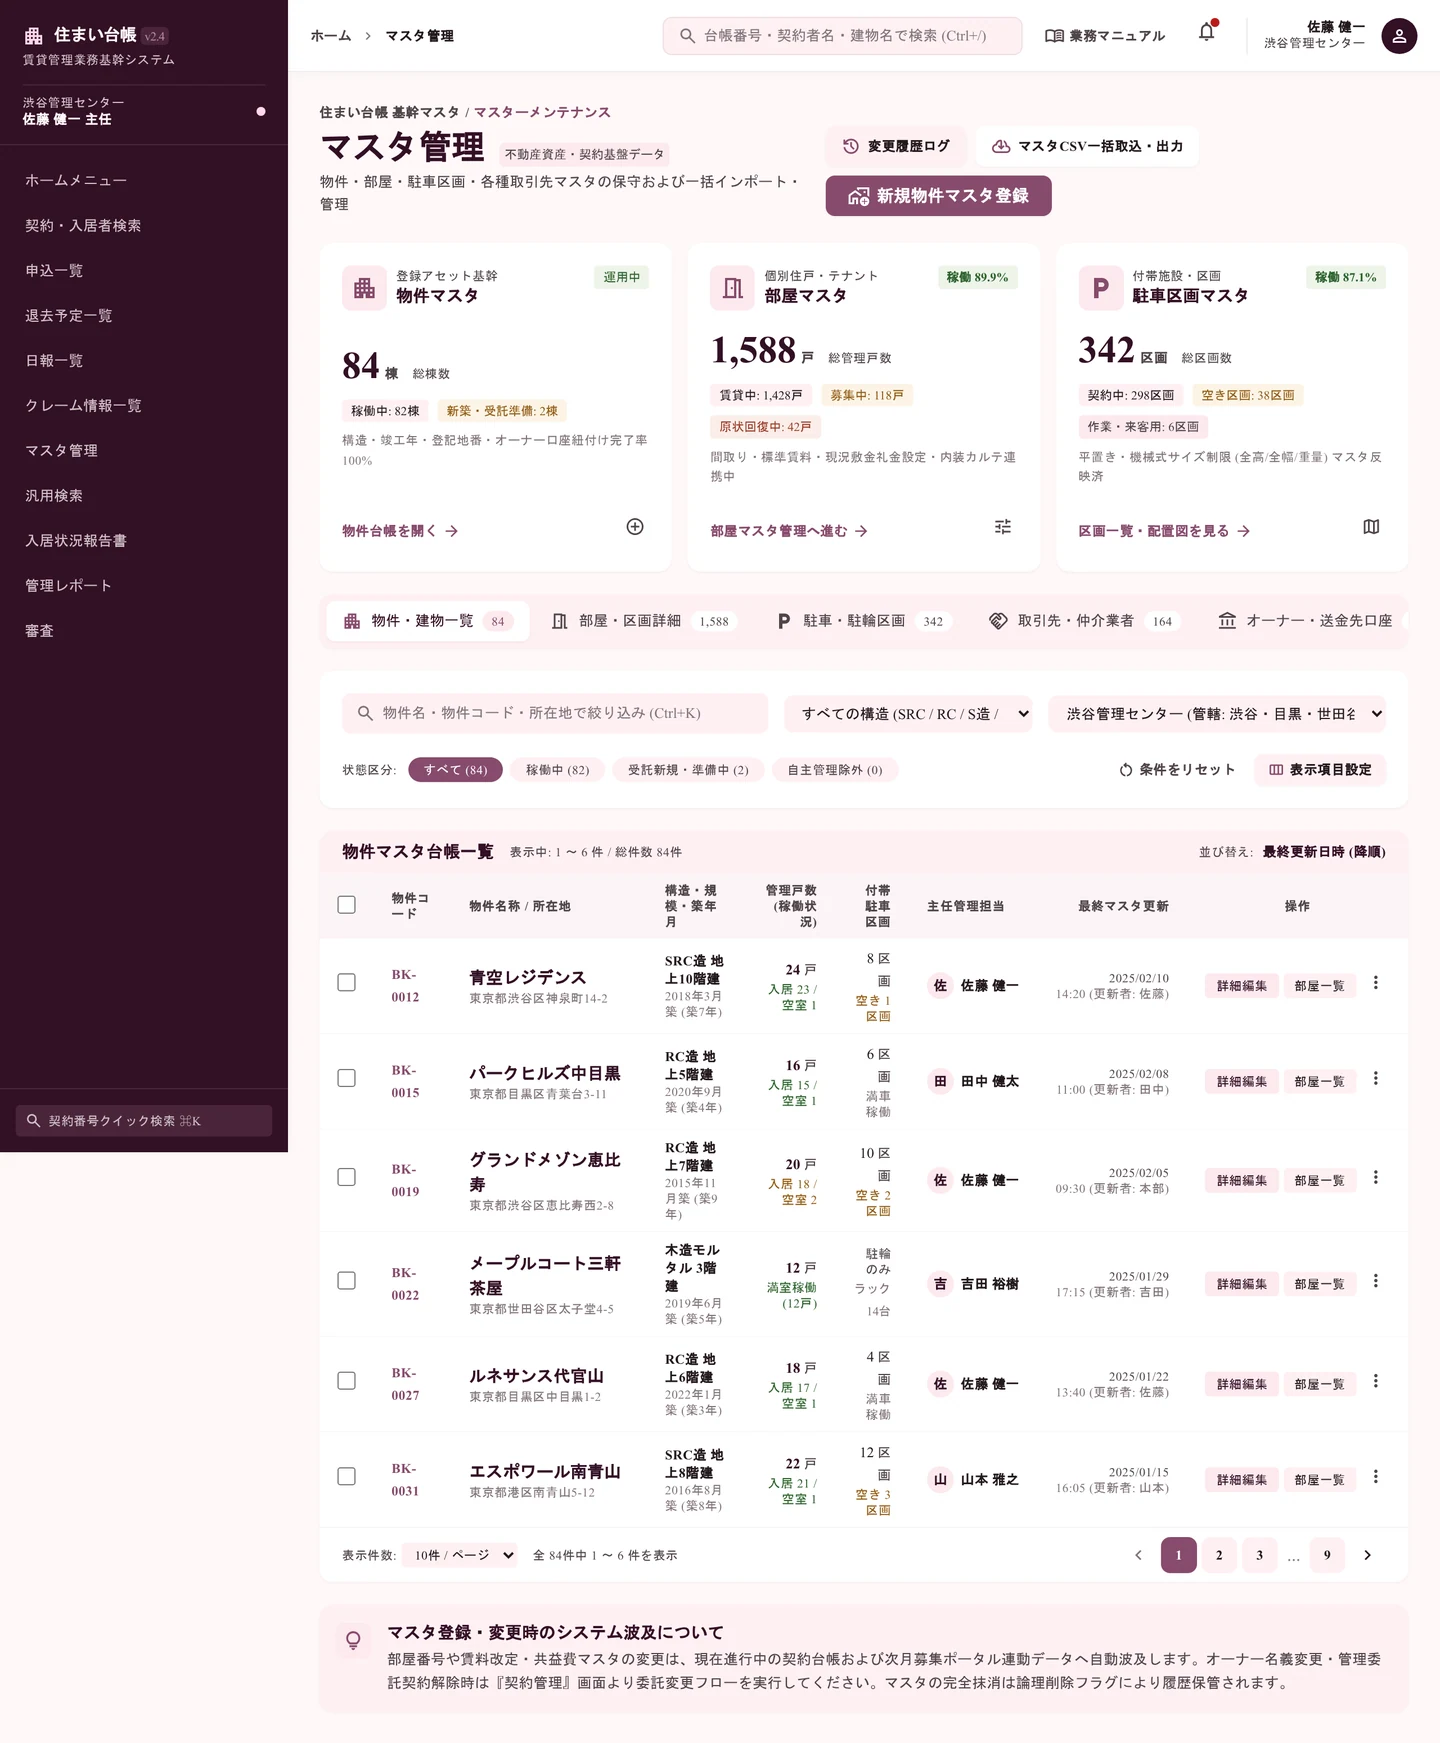 住まい台帳 v2.4
賃貸管理業務基幹システム
渋谷管理センター
佐藤 健一 主任
ホームメニュー
契約・入居者検索
申込一覧
退去予定一覧
日報一覧
クレーム情報一覧
マスタ管理
汎用検索
入居状況報告書
管理レポート
審査
契約番号クイック検索 ⌘K
ホーム › マスタ管理
台帳番号・契約者名・建物名で検索 (Ctrl+/)
業務マニュアル
佐藤 健一
渋谷管理センター
住まい台帳 基幹マスタ / マスターメンテナンス
マスタ管理 不動産資産・契約基盤データ
物件・部屋・駐車区画・各種取引先マスタの保守および一括インポート・
管理
変更履歴ログ
マスタCSV一括取込・出力
新規物件マスタ登録
登録アセット基幹
物件マスタ
運用中
84 棟 総棟数
稼働中: 82棟
新築・受託準備: 2棟
構造・竣工年・登記地番・オーナー口座紐付け完了率
100%
物件台帳を開く →
個別住戸・テナント
部屋マスタ
稼働 89.9%
1,588 戸 総管理戸数
賃貸中: 1,428戸
募集中: 118戸
原状回復中: 42戸
間取り・標準賃料・現況敷金礼金設定・内装カルテ連
携中
部屋マスタ管理へ進む →
P
付帯施設・区画
駐車区画マスタ
稼働 87.1%
342 区画 総区画数
契約中: 298区画
空き区画: 38区画
作業・来客用: 6区画
平置き・機械式サイズ制限 (全高/全幅/重量) マスタ反
映済
区画一覧・配置図を見る →
物件・建物一覧 84
部屋・区画詳細 1,588
P 駐車・駐輪区画 342
取引先・仲介業者 164
オーナー・送金先口座
物件名・物件コード・所在地で絞り込み (Ctrl+K)
すべての構造 (SRC / RC / S造 /
渋谷管理センター (管轄: 渋谷・目黒・世田谷
状態区分: すべて (84) 稼働中 (82) 受託新規・準備中 (2) 自主管理除外 (0)
条件をリセット
表示項目設定
物件マスタ台帳一覧 表示中: 1 〜 6 件 / 総件数 84件
並び替え: 最終更新日時 (降順)
物件コ
ード
物件名称 / 所在地
構造・規
模・築年
月
管理戸数
(稼働状
況)
付帯
駐車
区画
主任管理担当
最終マスタ更新
操作
BK-
0012
青空レジデンス
東京都渋谷区神泉町14-2
SRC造 地
上10階建
2018年3月
築 (築7年)
24 戸
入居 23 /
空室 1
8 区
画
空き 1
区画
佐 佐藤 健一
2025/02/10
14:20 (更新者: 佐藤)
詳細編集 部屋一覧
BK-
0015
パークヒルズ中目黒
東京都目黒区青葉台3-11
RC造 地
上5階建
2020年9月
築 (築4年)
16 戸
入居 15 /
空室 1
6 区
画
満車
稼働
田 田中 健太
2025/02/08
11:00 (更新者: 田中)
詳細編集 部屋一覧
BK-
0019
グランドメゾン恵比
寿
東京都渋谷区恵比寿西2-8
RC造 地
上7階建
2015年11
月築 (築9
年)
20 戸
入居 18 /
空室 2
10 区
画
空き 2
区画
佐 佐藤 健一
2025/02/05
09:30 (更新者: 本部)
詳細編集 部屋一覧
BK-
0022
メープルコート三軒
茶屋
東京都世田谷区太子堂4-5
木造モル
タル 3階
建
2019年6月
築 (築5年)
12 戸
満室稼働
(12戸)
駐輪
のみ
ラック
14台
吉 吉田 裕樹
2025/01/29
17:15 (更新者: 吉田)
詳細編集 部屋一覧
BK-
0027
ルネサンス代官山
東京都目黒区中目黒1-2
RC造 地
上6階建
2022年1月
築 (築3年)
18 戸
入居 17 /
空室 1
4 区
画
満車
稼働
佐 佐藤 健一
2025/01/22
13:40 (更新者: 佐藤)
詳細編集 部屋一覧
BK-
0031
エスポワール南青山
東京都港区南青山5-12
SRC造 地
上8階建
2016年8月
築 (築8年)
22 戸
入居 21 /
空室 1
12 区
画
空き 3
区画
山 山本 雅之
2025/01/15
16:05 (更新者: 山本)
詳細編集 部屋一覧
表示件数: 10件 / ページ 全 84件中 1 〜 6 件を表示
‹ 1 2 3 ... 9 ›
マスタ登録・変更時のシステム波及について
部屋番号や賃料改定・共益費マスタの変更は、現在進行中の契約台帳および次月募集ポータル連動データへ自動波及します。オーナー名義変更・管理委
託契約解除時は『契約管理』画面より委託変更フローを実行してください。マスタの完全抹消は論理削除フラグにより履歴保管されます。